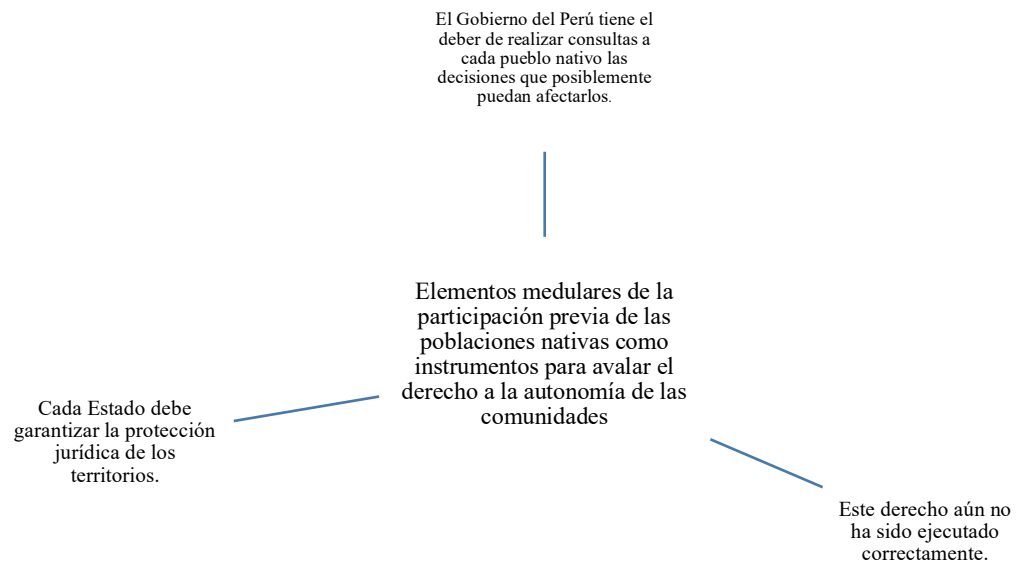 El Gobierno del Perú tiene el
deber de realizar consultas a
cada pueblo nativo las
decisiones que posiblemente
puedan afectarlos.
Elementos medulares de la
participación previa de las
poblaciones nativas como
instrumentos para avalar el
derecho a la autonomía de las
comunidades
Cada Estado debe
garantizar la protección
jurídica de los
territorios.
Este derecho aún no
ha sido ejecutado
correctamente.